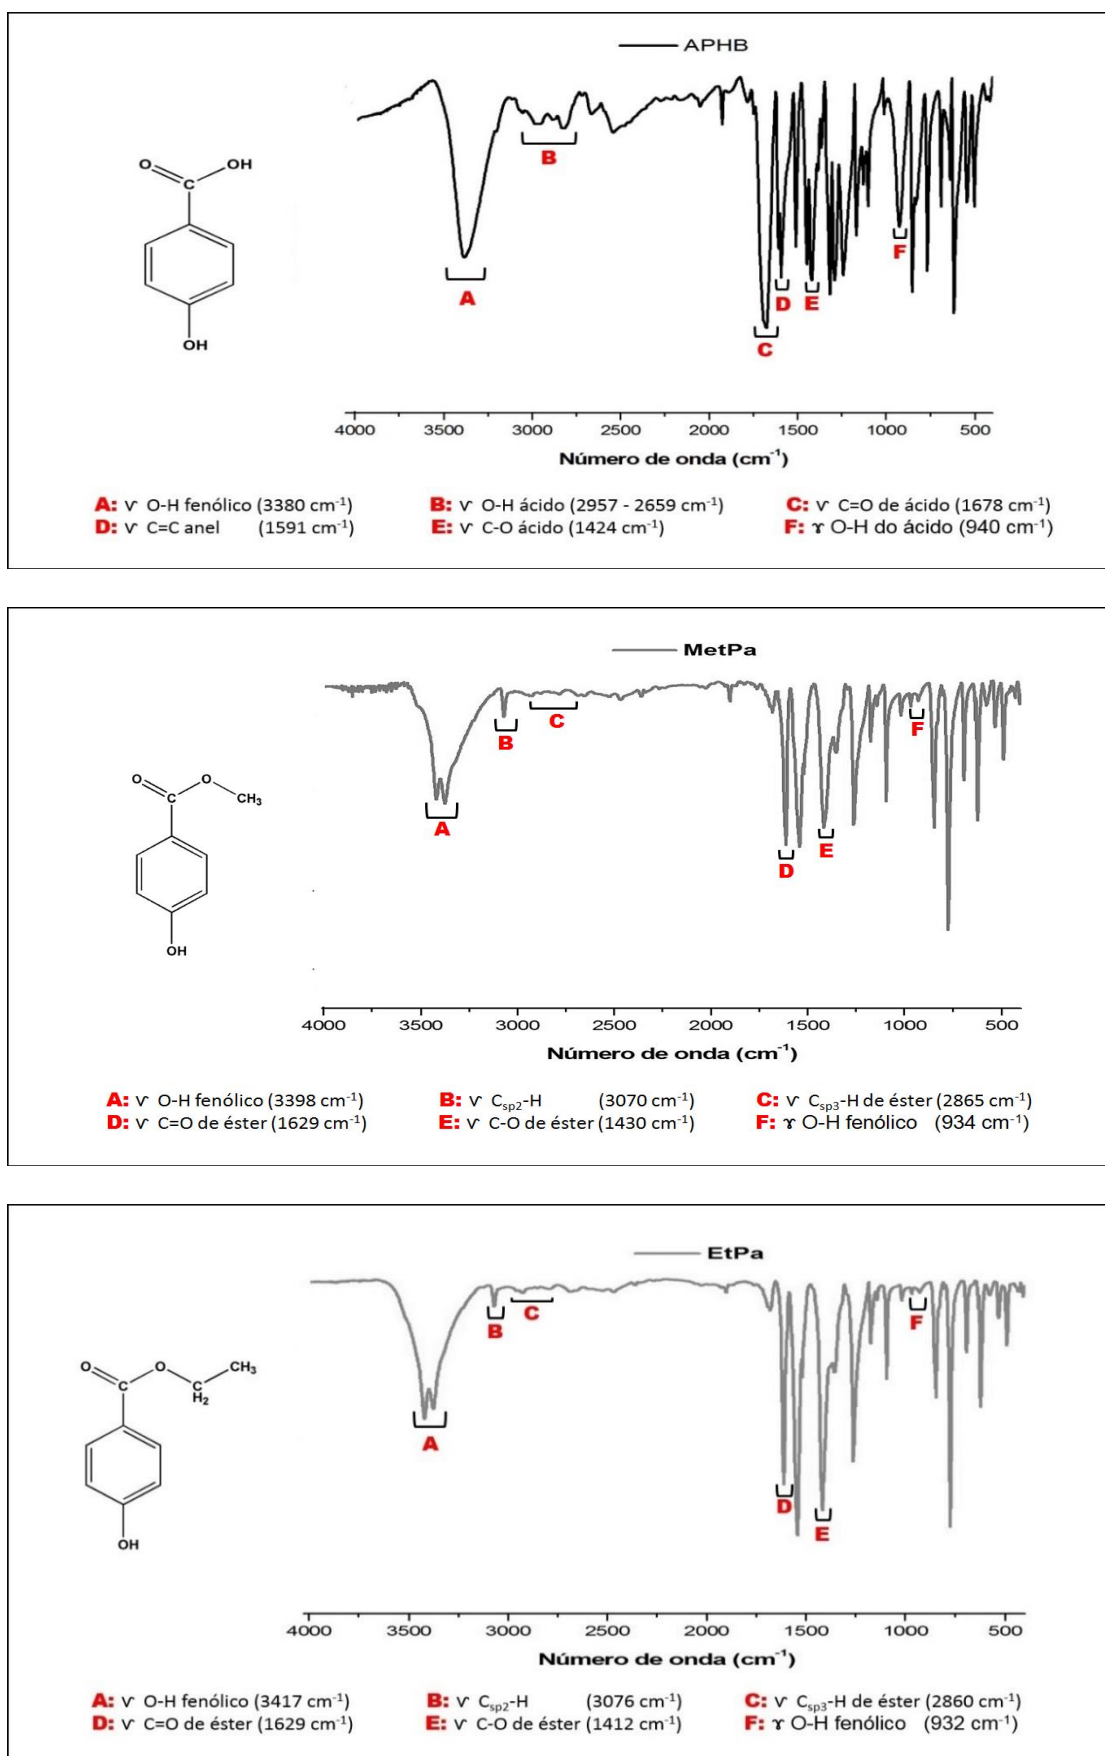 APHB
O
OH
C
OH
A
B
C
D
E
F
4000 3500 3000 2500 2000 1500 1000 500
Número de onda (cm-1)
A: ν O-H fenólico (3380 cm-1) B: ν O-H ácido (2957 - 2659 cm-1) C: ν C=O de ácido (1678 cm-1)
D: ν C=C anel (1591 cm-1) E: ν C-O ácido (1424 cm-1) F: ɤ O-H do ácido (940 cm-1)
MetPa
O
O
C
CH3
OH
A
B
C
D
E
F
4000 3500 3000 2500 2000 1500 1000 500
Número de onda (cm-1)
A: ν O-H fenólico (3398 cm-1) B: ν Csp2-H (3070 cm-1) C: ν Csp3-H de éster (2865 cm-1)
D: ν C=O de éster (1629 cm-1) E: ν C-O de éster (1430 cm-1) F: ɤ O-H fenólico (934 cm-1)
EtPa
O
O
CH3
C
C
H2
OH
A
B
C
D
E
F
4000 3500 3000 2500 2000 1500 1000 500
Número de onda (cm-1)
A: ν O-H fenólico (3417 cm-1) B: ν Csp2-H (3076 cm-1) C: ν Csp3-H de éster (2860 cm-1)
D: ν C=O de éster (1629 cm-1) E: ν C-O de éster (1412 cm-1) F: ɤ O-H fenólico (932 cm-1)